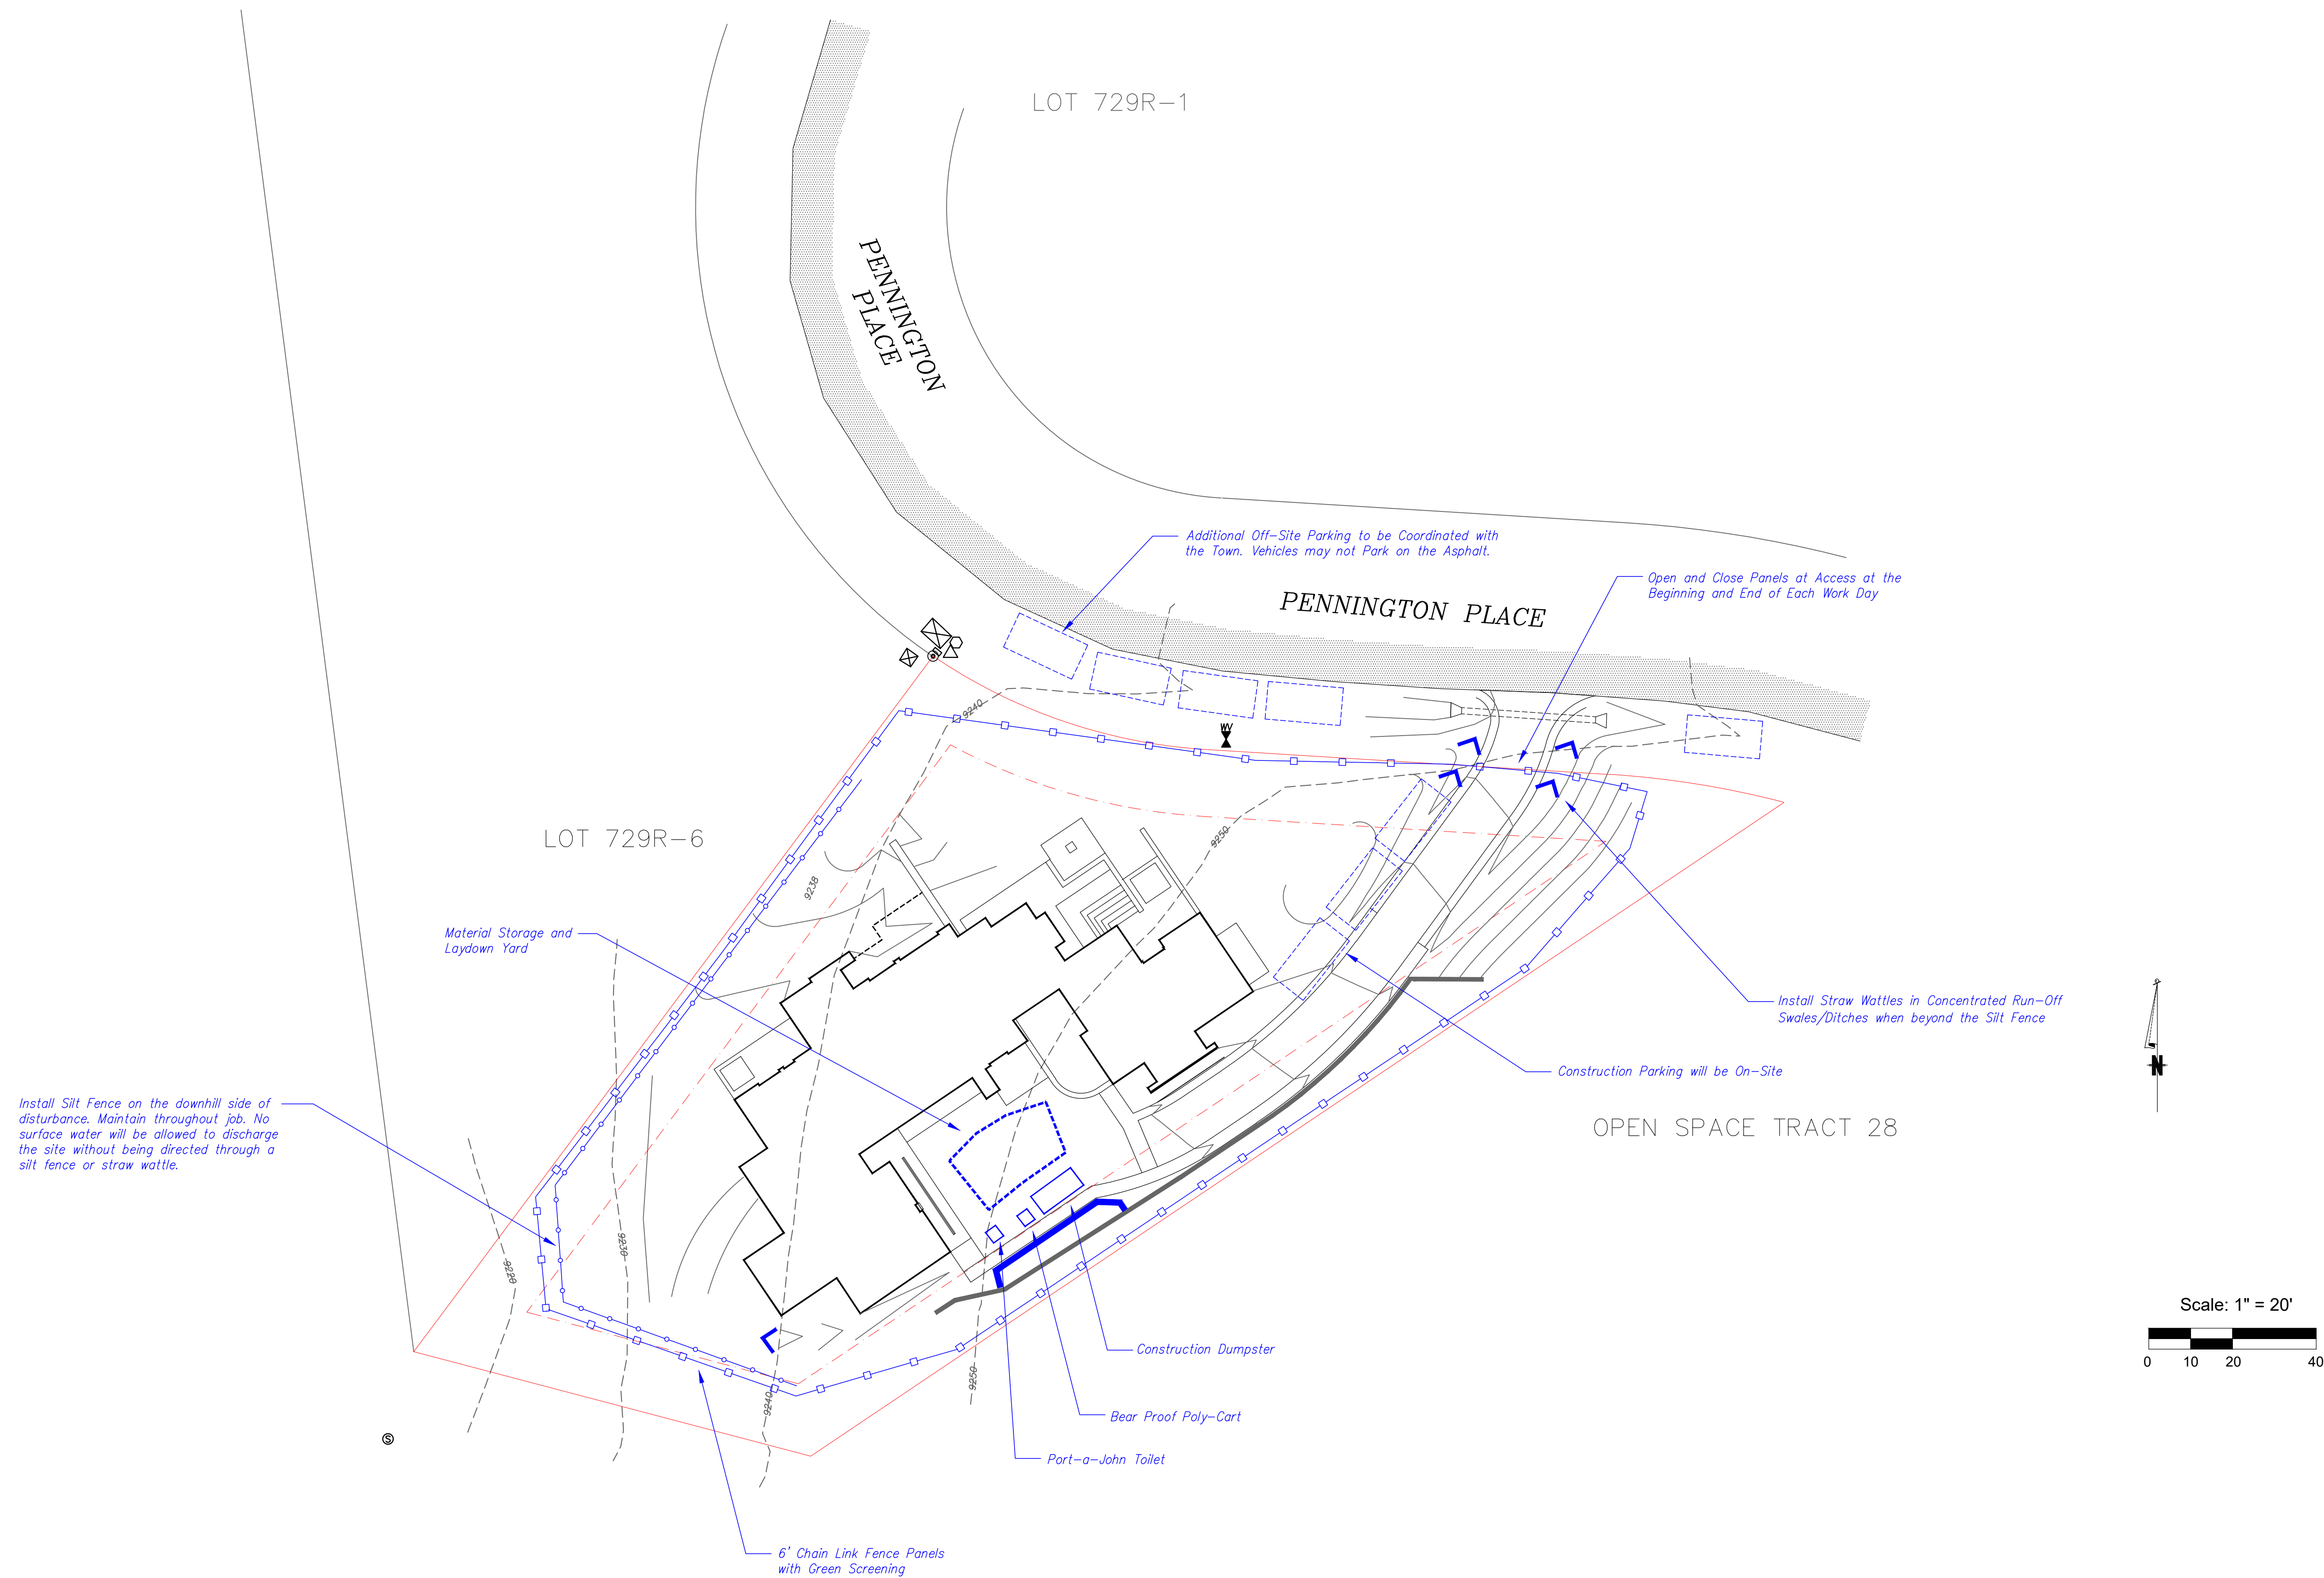 LOT 729R-1
PENNINGTON
PLACE
Additional Off-Site Parking to be Coordinated with
the Town. Vehicles may not Park on the Asphalt.
Open and Close Panels at Access at the
Beginning and End of Each Work Day
PENNINGTON PLACE
9240
WV
9250
LOT 729R-6
9238
Material Storage and
Laydown Yard
Install Straw Wattles in Concentrated Run-Off
Swales/Ditches when beyond the Silt Fence
Construction Parking will be On-Site
N
OPEN SPACE TRACT 28
Install Silt Fence on the downhill side of
disturbance. Maintain throughout job. No
surface water will be allowed to discharge
the site without being directed through a
silt fence or straw wattle.
9220
9230
9240
9250
Construction Dumpster
Bear Proof Poly-Cart
Port-a-John Toilet
S
6' Chain Link Fence Panels
with Green Screening
Scale: 1" = 20'
0 10 20 40